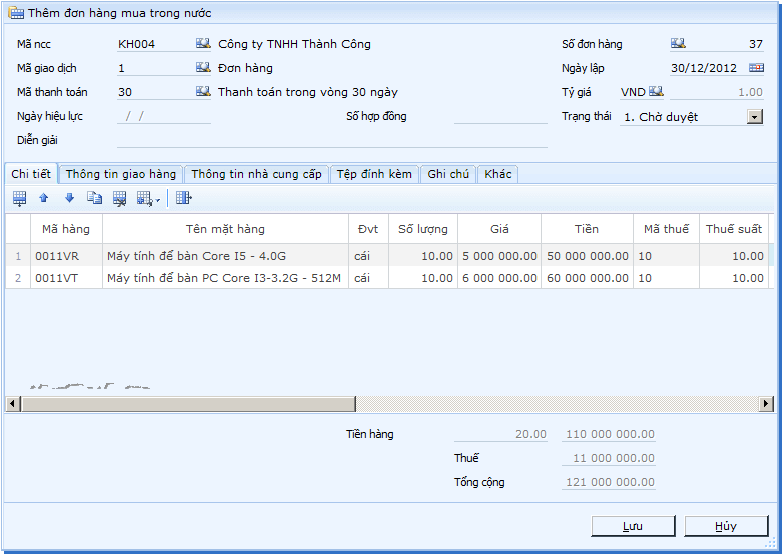 Thêm đơn hàng mua trong nước
Mã ncc KH004 Công ty TNHH Thành Công Số đơn hàng 37
Mã giao dịch 1 Đơn hàng Ngày lập 30/12/2012
Mã thanh toán 30 Thanh toán trong vòng 30 ngày Tỷ giá VND 1.00
Ngày hiệu lực / / Số hợp đồng Trạng thái 1. Chờ duyệt
Diễn giải
Chi tiết Thông tin giao hàng Thông tin nhà cung cấp Tệp đính kèm Ghi chú Khác
Mã hàng Tên mặt hàng Đvt Số lượng Giá Tiền Mã thuế Thuế suất
1 0011VR Máy tính để bàn Core I5 - 4.0G cái 10.00 5 000 000.00 50 000 000.00 10 10.00
2 0011VT Máy tính để bàn PC Core I3-3.2G - 512M cái 10.00 6 000 000.00 60 000 000.00 10 10.00
Tiền hàng 20.00 110 000 000.00
Thuế 11 000 000.00
Tổng cộng 121 000 000.00
Lưu Hủy